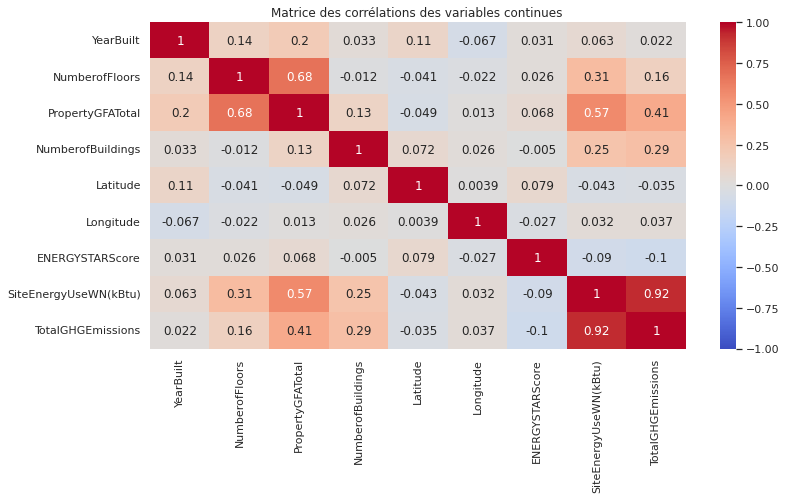 Matrice des corrélations des variables continues
YearBuilt 1 0.14 0.2 0.033 0.11 -0.067 0.031 0.063 0.022
NumberofFloors 0.14 1 0.68 -0.012 -0.041 -0.022 0.026 0.31 0.16
PropertyGFATotal 0.2 0.68 1 0.13 -0.049 0.013 0.068 0.57 0.41
NumberofBuildings 0.033 -0.012 0.13 1 0.072 0.026 -0.005 0.25 0.29
Latitude 0.11 -0.041 -0.049 0.072 1 0.0039 0.079 -0.043 -0.035
Longitude -0.067 -0.022 0.013 0.026 0.0039 1 -0.027 0.032 0.037
ENERGYSTARScore 0.031 0.026 0.068 -0.005 0.079 -0.027 1 -0.09 -0.1
SiteEnergyUseWN(kBtu) 0.063 0.31 0.57 0.25 -0.043 0.032 -0.09 1 0.92
TotalGHGEmissions 0.022 0.16 0.41 0.29 -0.035 0.037 -0.1 0.92 1
YearBuilt
NumberofFloors
PropertyGFATotal
NumberofBuildings
Latitude
Longitude
ENERGYSTARScore
SiteEnergyUseWN(kBtu)
TotalGHGEmissions
1.00
0.75
0.50
0.25
0.00
−0.25
−0.50
−0.75
−1.00